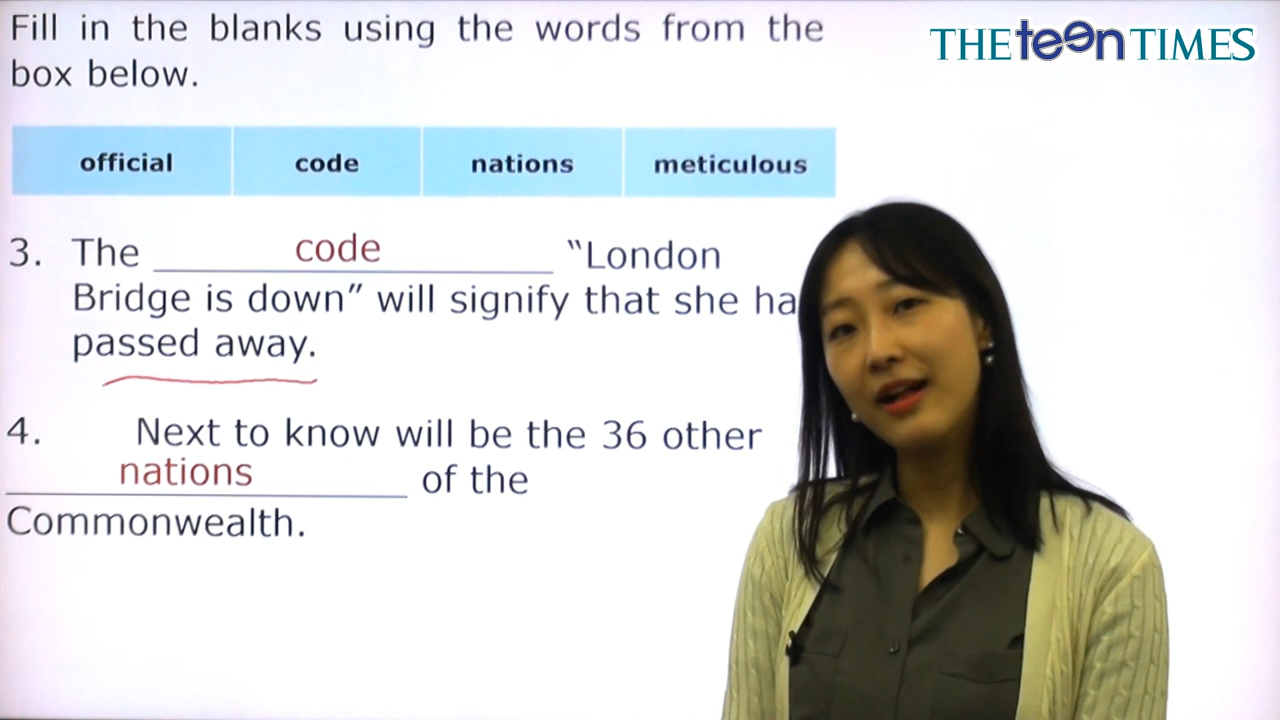 Fill in the blanks using the words from the
box below.
THE teen TIMES
official code nations meticulous
3. The code “London
Bridge is down” will signify that she ha
passed away.
4. Next to know will be the 36 other
nations of the
Commonwealth.